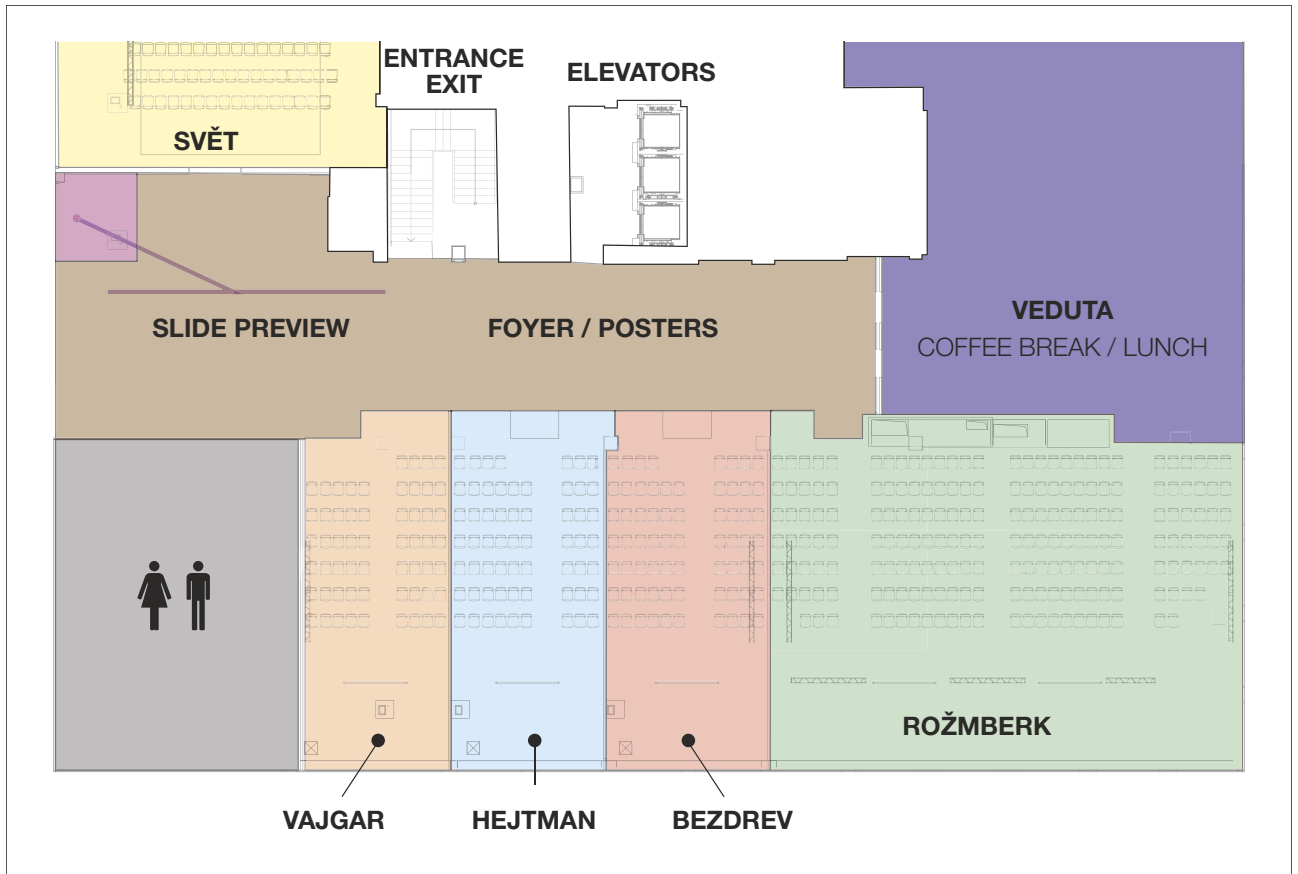 ENTRANCE
EXIT
ELEVATORS
SVĚT
SLIDE PREVIEW
FOYER / POSTERS
VEDUTA
COFFEE BREAK / LUNCH
ROŽMBERK
VAJGAR
HEJTMAN
BEZDREV